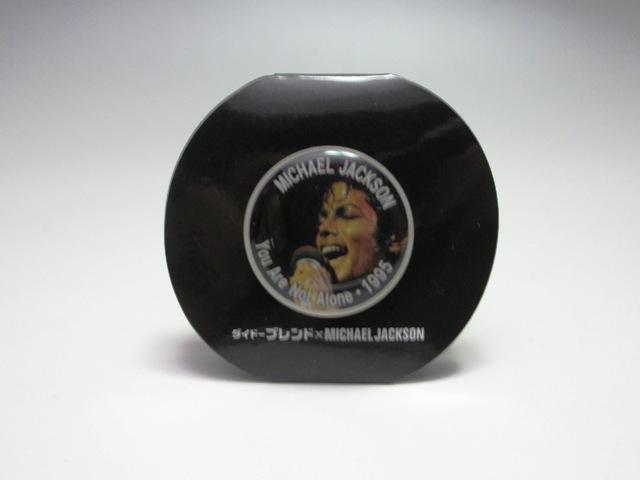 MICHAEL JACKSON
You Are Not Alone • 1995
ダイドーブレンド×MICHAEL JACKSON